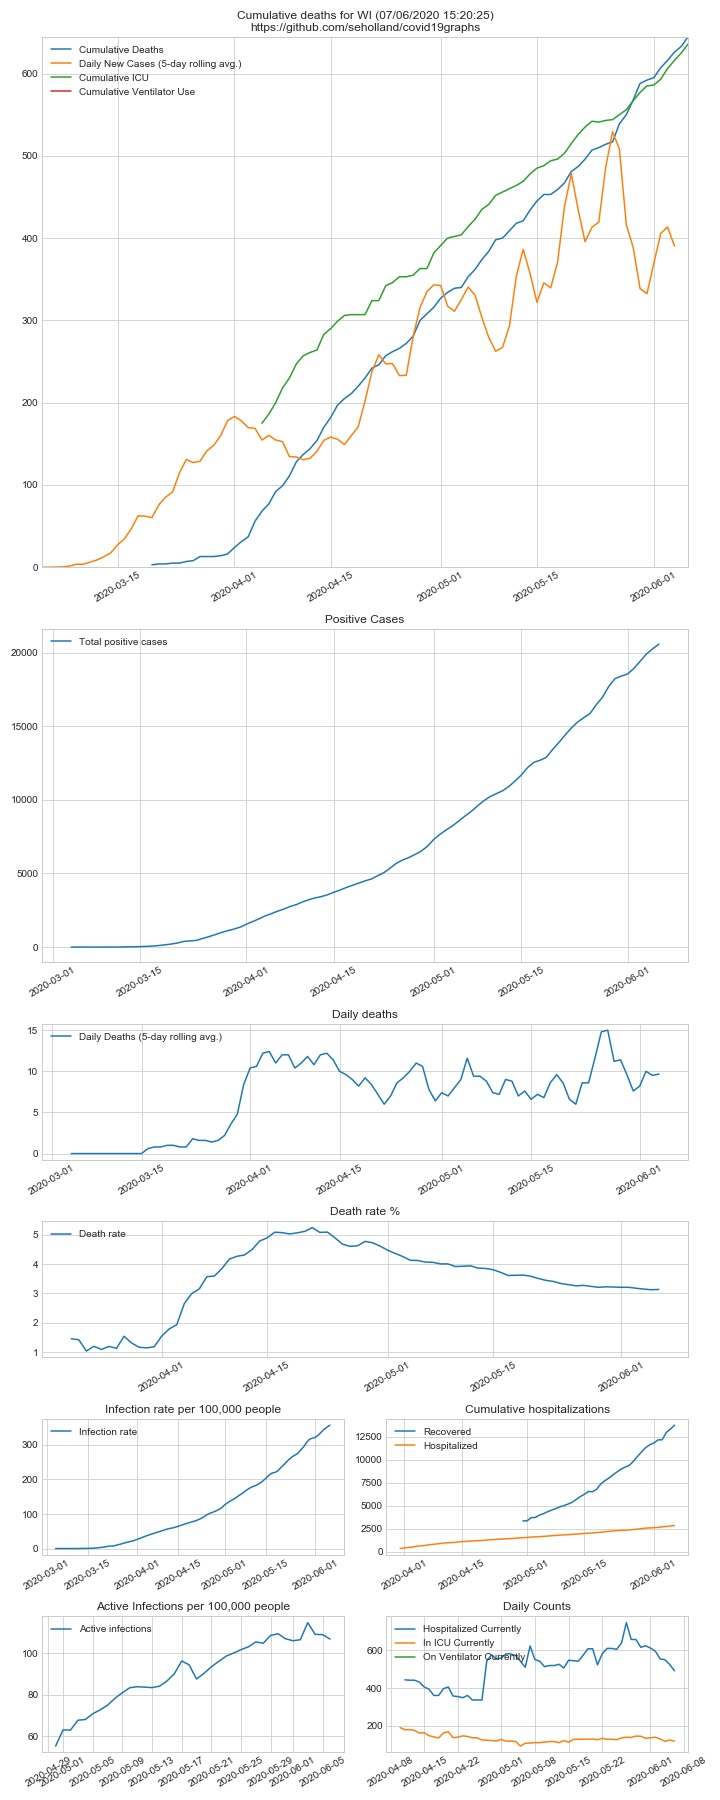 Cumulative deaths for WI (07/06/2020 15:20:25)
https://github.com/seholland/covid19graphs
Cumulative Deaths
Daily New Cases (5-day rolling avg.)
Cumulative ICU
Cumulative Ventilator Use
600
500
400
300
200
100
0
2020-03-15 2020-04-01 2020-04-15 2020-05-01 2020-05-15 2020-06-01
Positive Cases
Total positive cases
20000
15000
10000
5000
0
2020-03-01 2020-03-15 2020-04-01 2020-04-15 2020-05-01 2020-05-15 2020-06-01
Daily deaths
Daily Deaths (5-day rolling avg.)
15
10
5
0
2020-03-01 2020-03-15 2020-04-01 2020-04-15 2020-05-01 2020-05-15 2020-06-01
Death rate %
Death rate
5
4
3
2
1
2020-04-01 2020-04-15 2020-05-01 2020-05-15 2020-06-01
Infection rate per 100,000 people
Infection rate
300
200
100
0
2020-03-01 2020-03-15 2020-04-01 2020-04-15 2020-05-01 2020-05-15 2020-06-01
Cumulative hospitalizations
Recovered
Hospitalized
12500
10000
7500
5000
2500
0
2020-04-01 2020-04-15 2020-05-01 2020-05-15 2020-06-01
Active Infections per 100,000 people
Active infections
100
80
60
2020-04-29 2020-05-01 2020-05-05 2020-05-09 2020-05-13 2020-05-17 2020-05-21 2020-05-25 2020-05-29 2020-06-01 2020-06-05
Daily Counts
Hospitalized Currently
In ICU Currently
On Ventilator Currently
600
400
200
2020-04-08 2020-04-15 2020-04-22 2020-05-01 2020-05-08 2020-05-15 2020-05-22 2020-06-01 2020-06-08